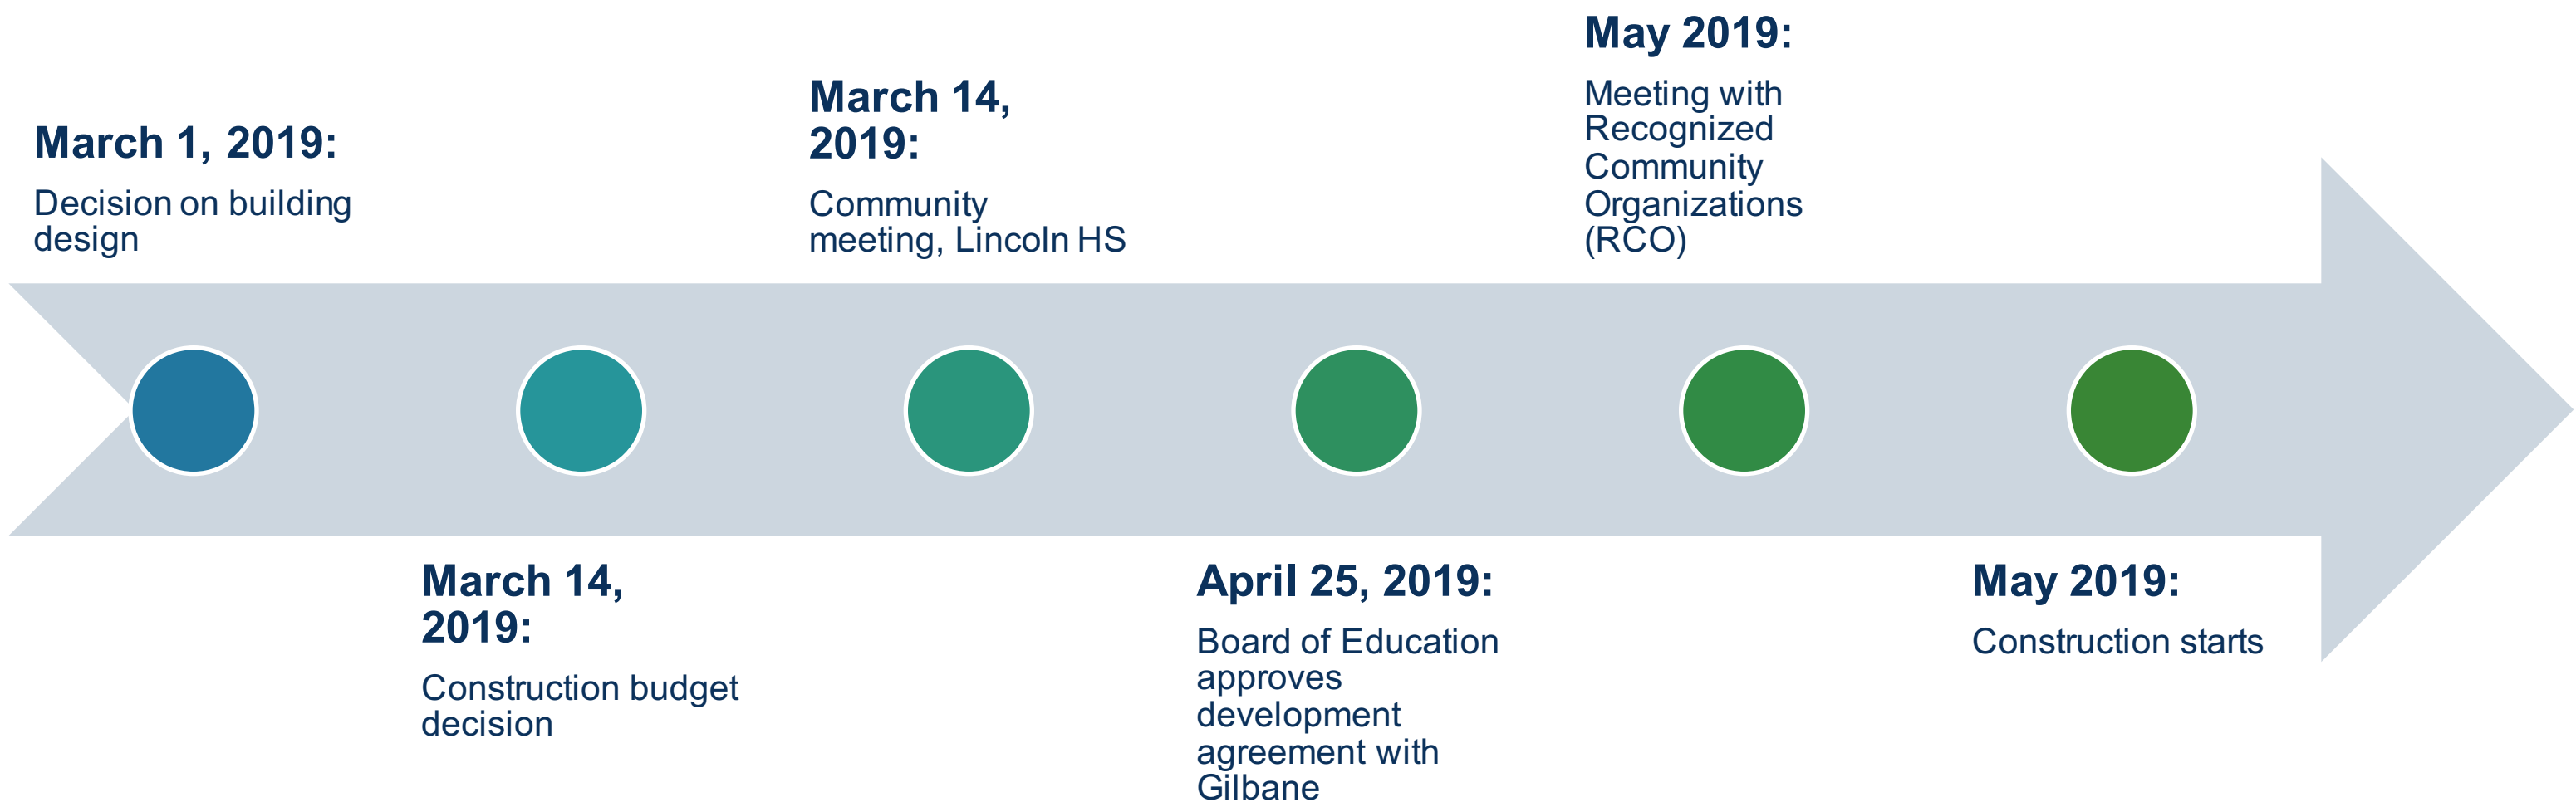 March 1, 2019:
Decision on building
design
March 14,
2019:
Construction budget
decision
March 14,
2019:
Community
meeting, Lincoln HS
April 25, 2019:
Board of Education
approves
development
agreement with
Gilbane
May 2019:
Meeting with
Recognized
Community
Organizations
(RCO)
May 2019:
Construction starts